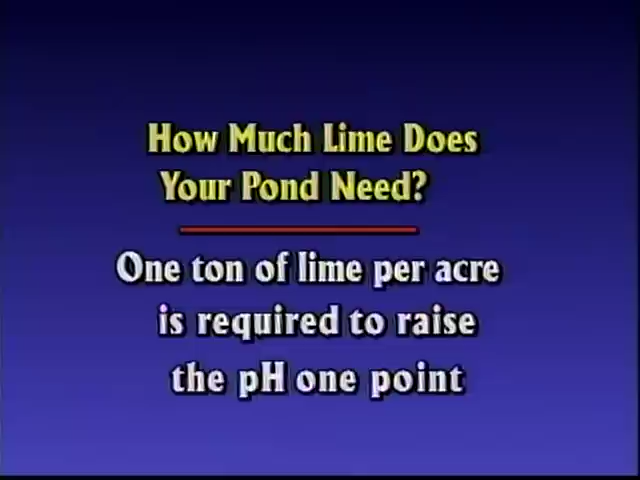 How Much Lime Does
Your Pond Need?
One ton of lime per acre
is required to raise
the pH one point